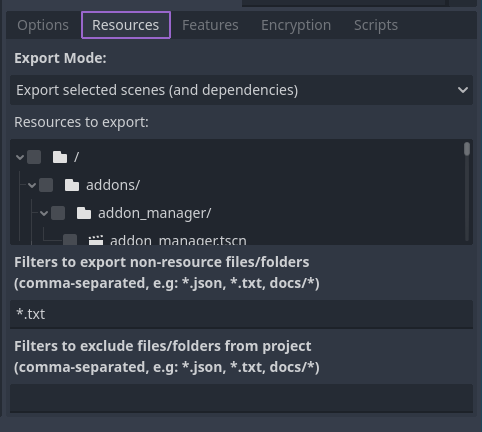 Options Resources Features Encryption Scripts
Export Mode:
Export selected scenes (and dependencies)
Resources to export:
/
addons/
addon_manager/
addon_manager.tscn
Filters to export non-resource files/folders
(comma-separated, e.g: *.json, *.txt, docs/*)
*.txt
Filters to exclude files/folders from project
(comma-separated, e.g: *.json, *.txt, docs/*)